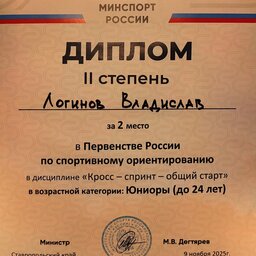 МИНСПОРТ
РОССИИ
ДИПЛОМ
II степень
Логинов Владислав
за 2 место
в Первенстве России
по спортивному ориентированию
в дисциплине «Кросс – спринт – общий старт»
в возрастной категории: Юниоры (до 24 лет)
Министр
М.В. Дегтярев
Ставропольский край
9 ноября 2025г.